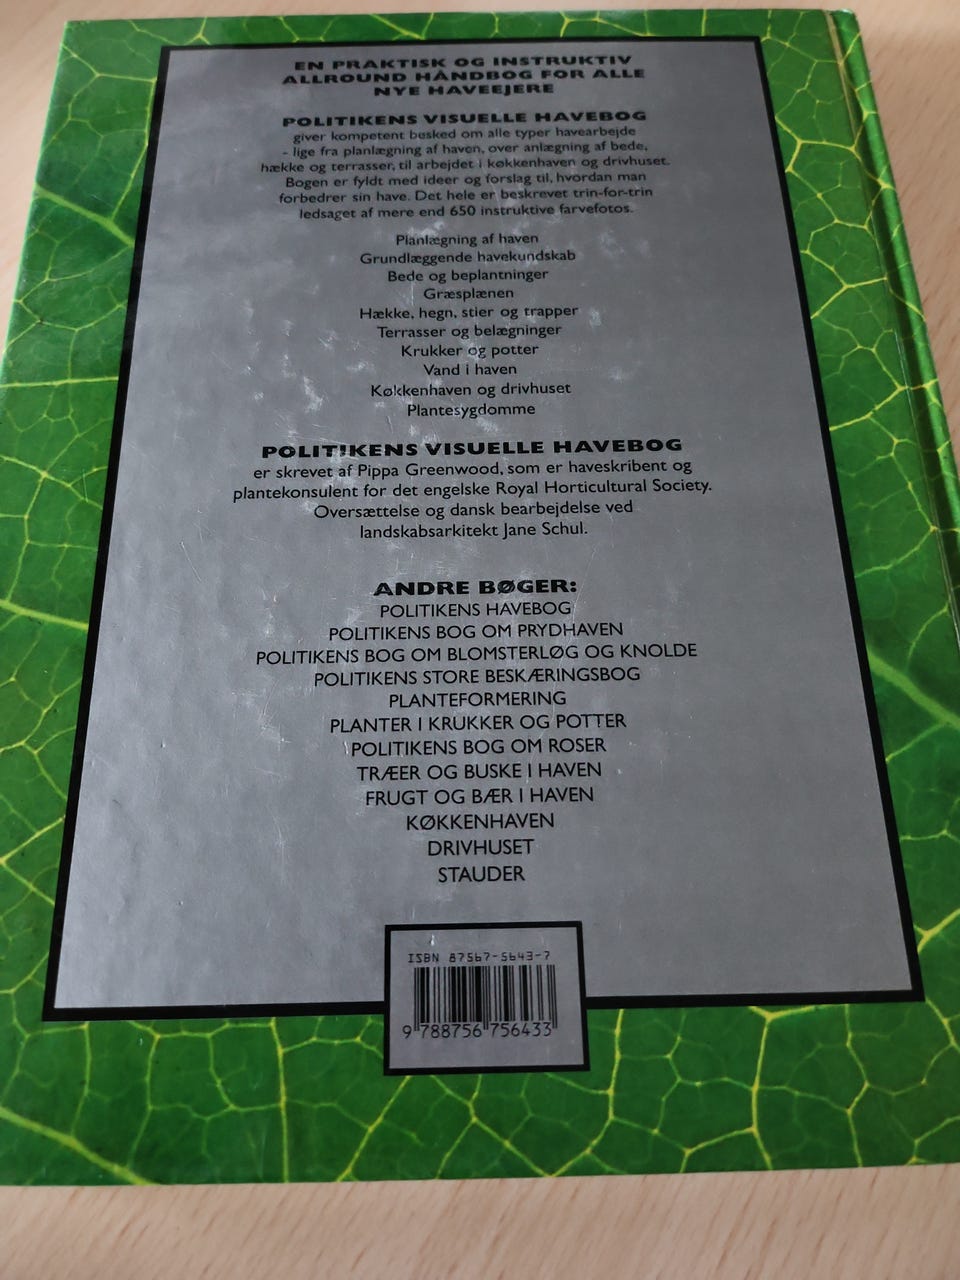 EN PRAKTISK OG INSTRUKTIV
ALLROUND HÅNDBOG FOR ALLE
NYE HAVEEJERE
POLITIKENS VISUELLE HAVEBOG
giver kompetent besked om alle typer havearbejde
- lige fra planlægning af haven, over anlægning af bede,
hække og terrasser, til arbejdet i køkkenhaven og drivhuset.
Bogen er fyldt med ideer og forslag til, hvordan man
forbedrer sin have. Det hele er beskrevet trin-for-trin
ledsaget af mere end 650 instruktive farvefotos.
Planlægning af haven
Grundlæggende havekundskab
Bede og beplantninger
Græsplænen
Hække, hegn, stier og trapper
Terrasser og belægninger
Krukker og potter
Vand i haven
Køkkenhaven og drivhuset
Plantesygdomme
POLITIKENS VISUELLE HAVEBOG
er skrevet af Pippa Greenwood, som er haveskribent og
plantekonsulent for det engelske Royal Horticultural Society.
Oversættelse og dansk bearbejdelse ved
landskabsarkitekt Jane Schul.
ANDRE BØGER:
POLITIKENS HAVEBOG
POLITIKENS BOG OM PRYDHAVEN
POLITIKENS BOG OM BLOMSTERLØG OG KNOLDE
POLITIKENS STORE BESKÆRINGSBOG
PLANTEFORMERING
PLANTER I KRUKKER OG POTTER
POLITIKENS BOG OM ROSER
TRÆER OG BUSKE I HAVEN
FRUGT OG BÆR I HAVEN
KØKKENHAVEN
DRIVHUSET
STAUDER
ISBN 87567-5643-7
9 788756 756433